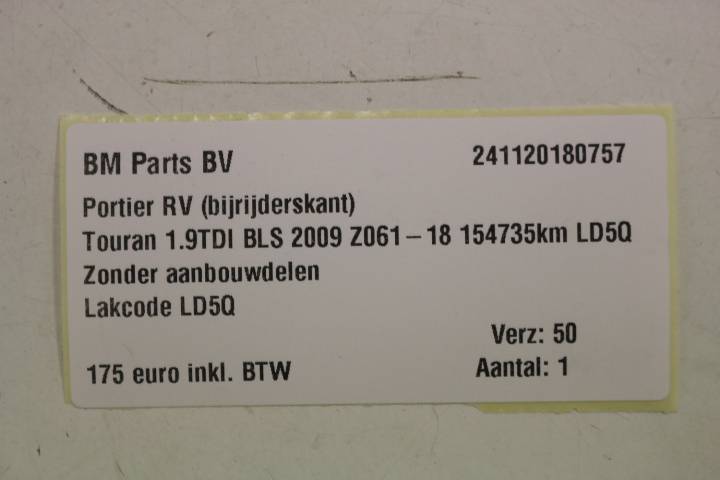 BM Parts BV 241120180757
Portier RV (bijrijderskant)
Touran 1.9TDI BLS 2009 Z061-18 154735km LD5Q
Zonder aanbouwdelen
Lakcode LD5Q
Verz: 50
175 euro inkl. BTW Aantal: 1